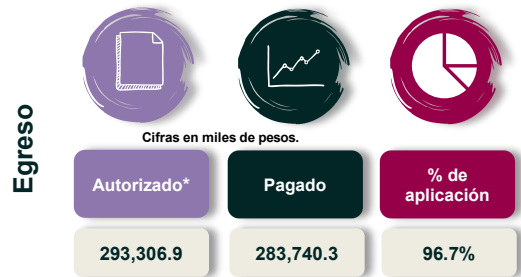 Egreso
Cifras en miles de pesos.
Autorizado*
Pagado
% de
aplicación
293,306.9
283,740.3
96.7%